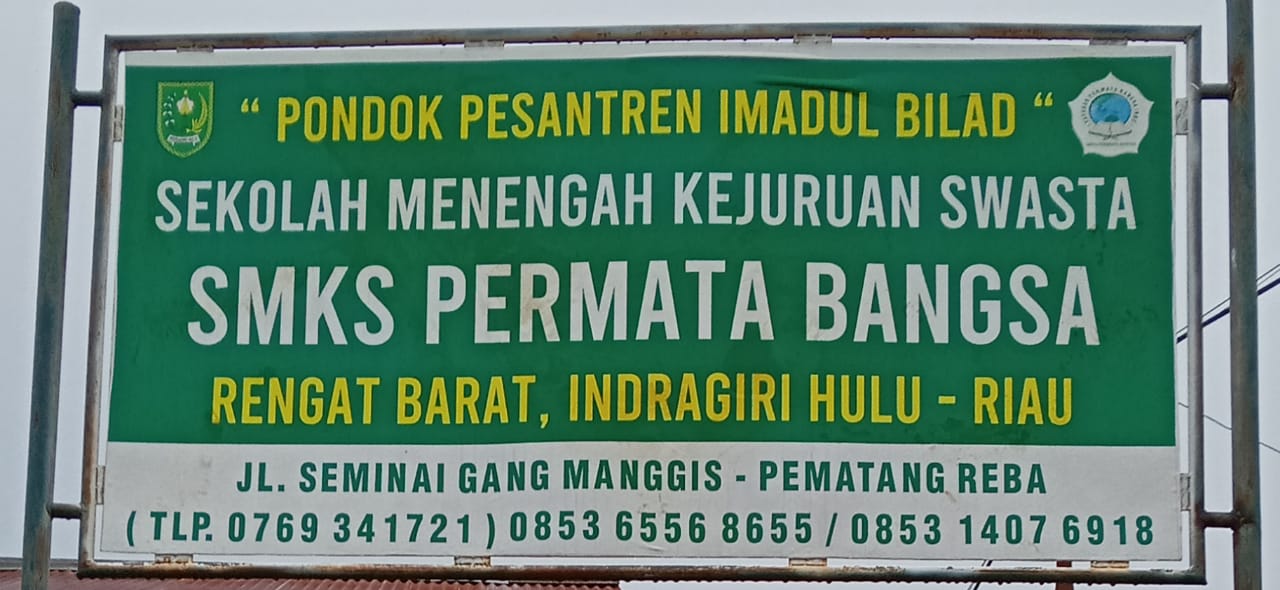 “ PONDOK PESANTREN IMADUL BILAD “
SEKOLAH MENENGAH KEJURUAN SWASTA
SMKS PERMATA BANGSA
RENGAT BARAT, INDRAGIRI HULU - RIAU
JL. SEMINAI GANG MANGGIS - PEMATANG REBA
( TLP. 0769 341721 ) 0853 6556 8655 / 0853 1407 6918